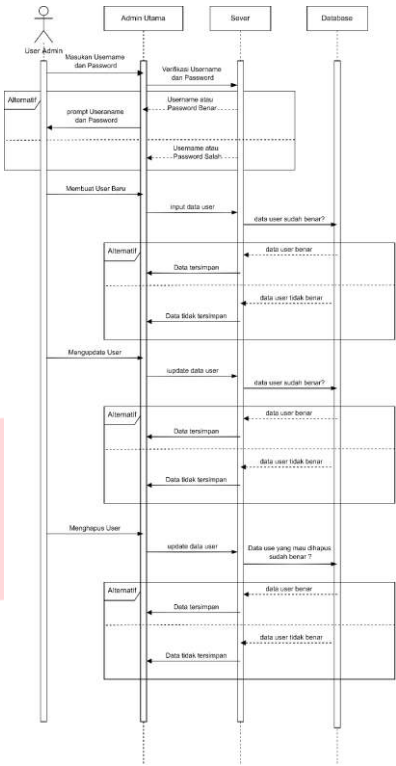 Admin Utama
Sever
Database
User Admin
Masukan Username
dan Password
Verifikasi Username
dan Password
Alternatif
Username atau
Password Benar
prompt Useraname
dan Password
Username atau
Password Salah
Membuat User Baru
input data user
data user sudah benar?
Alternatif
data user benar
Data tersimpan
data user tidak benar
Data tidak tersimpan
Mengupdate User
update data user
data user sudah benar?
Alternatif
data user benar
Data tersimpan
data user tidak benar
Data tidak tersimpan
Menghapus User
update data user
Data use yang mau dihapus
sudah benar ?
Alternatif
data user benar
Data tersimpan
data user tidak benar
Data tidak tersimpan